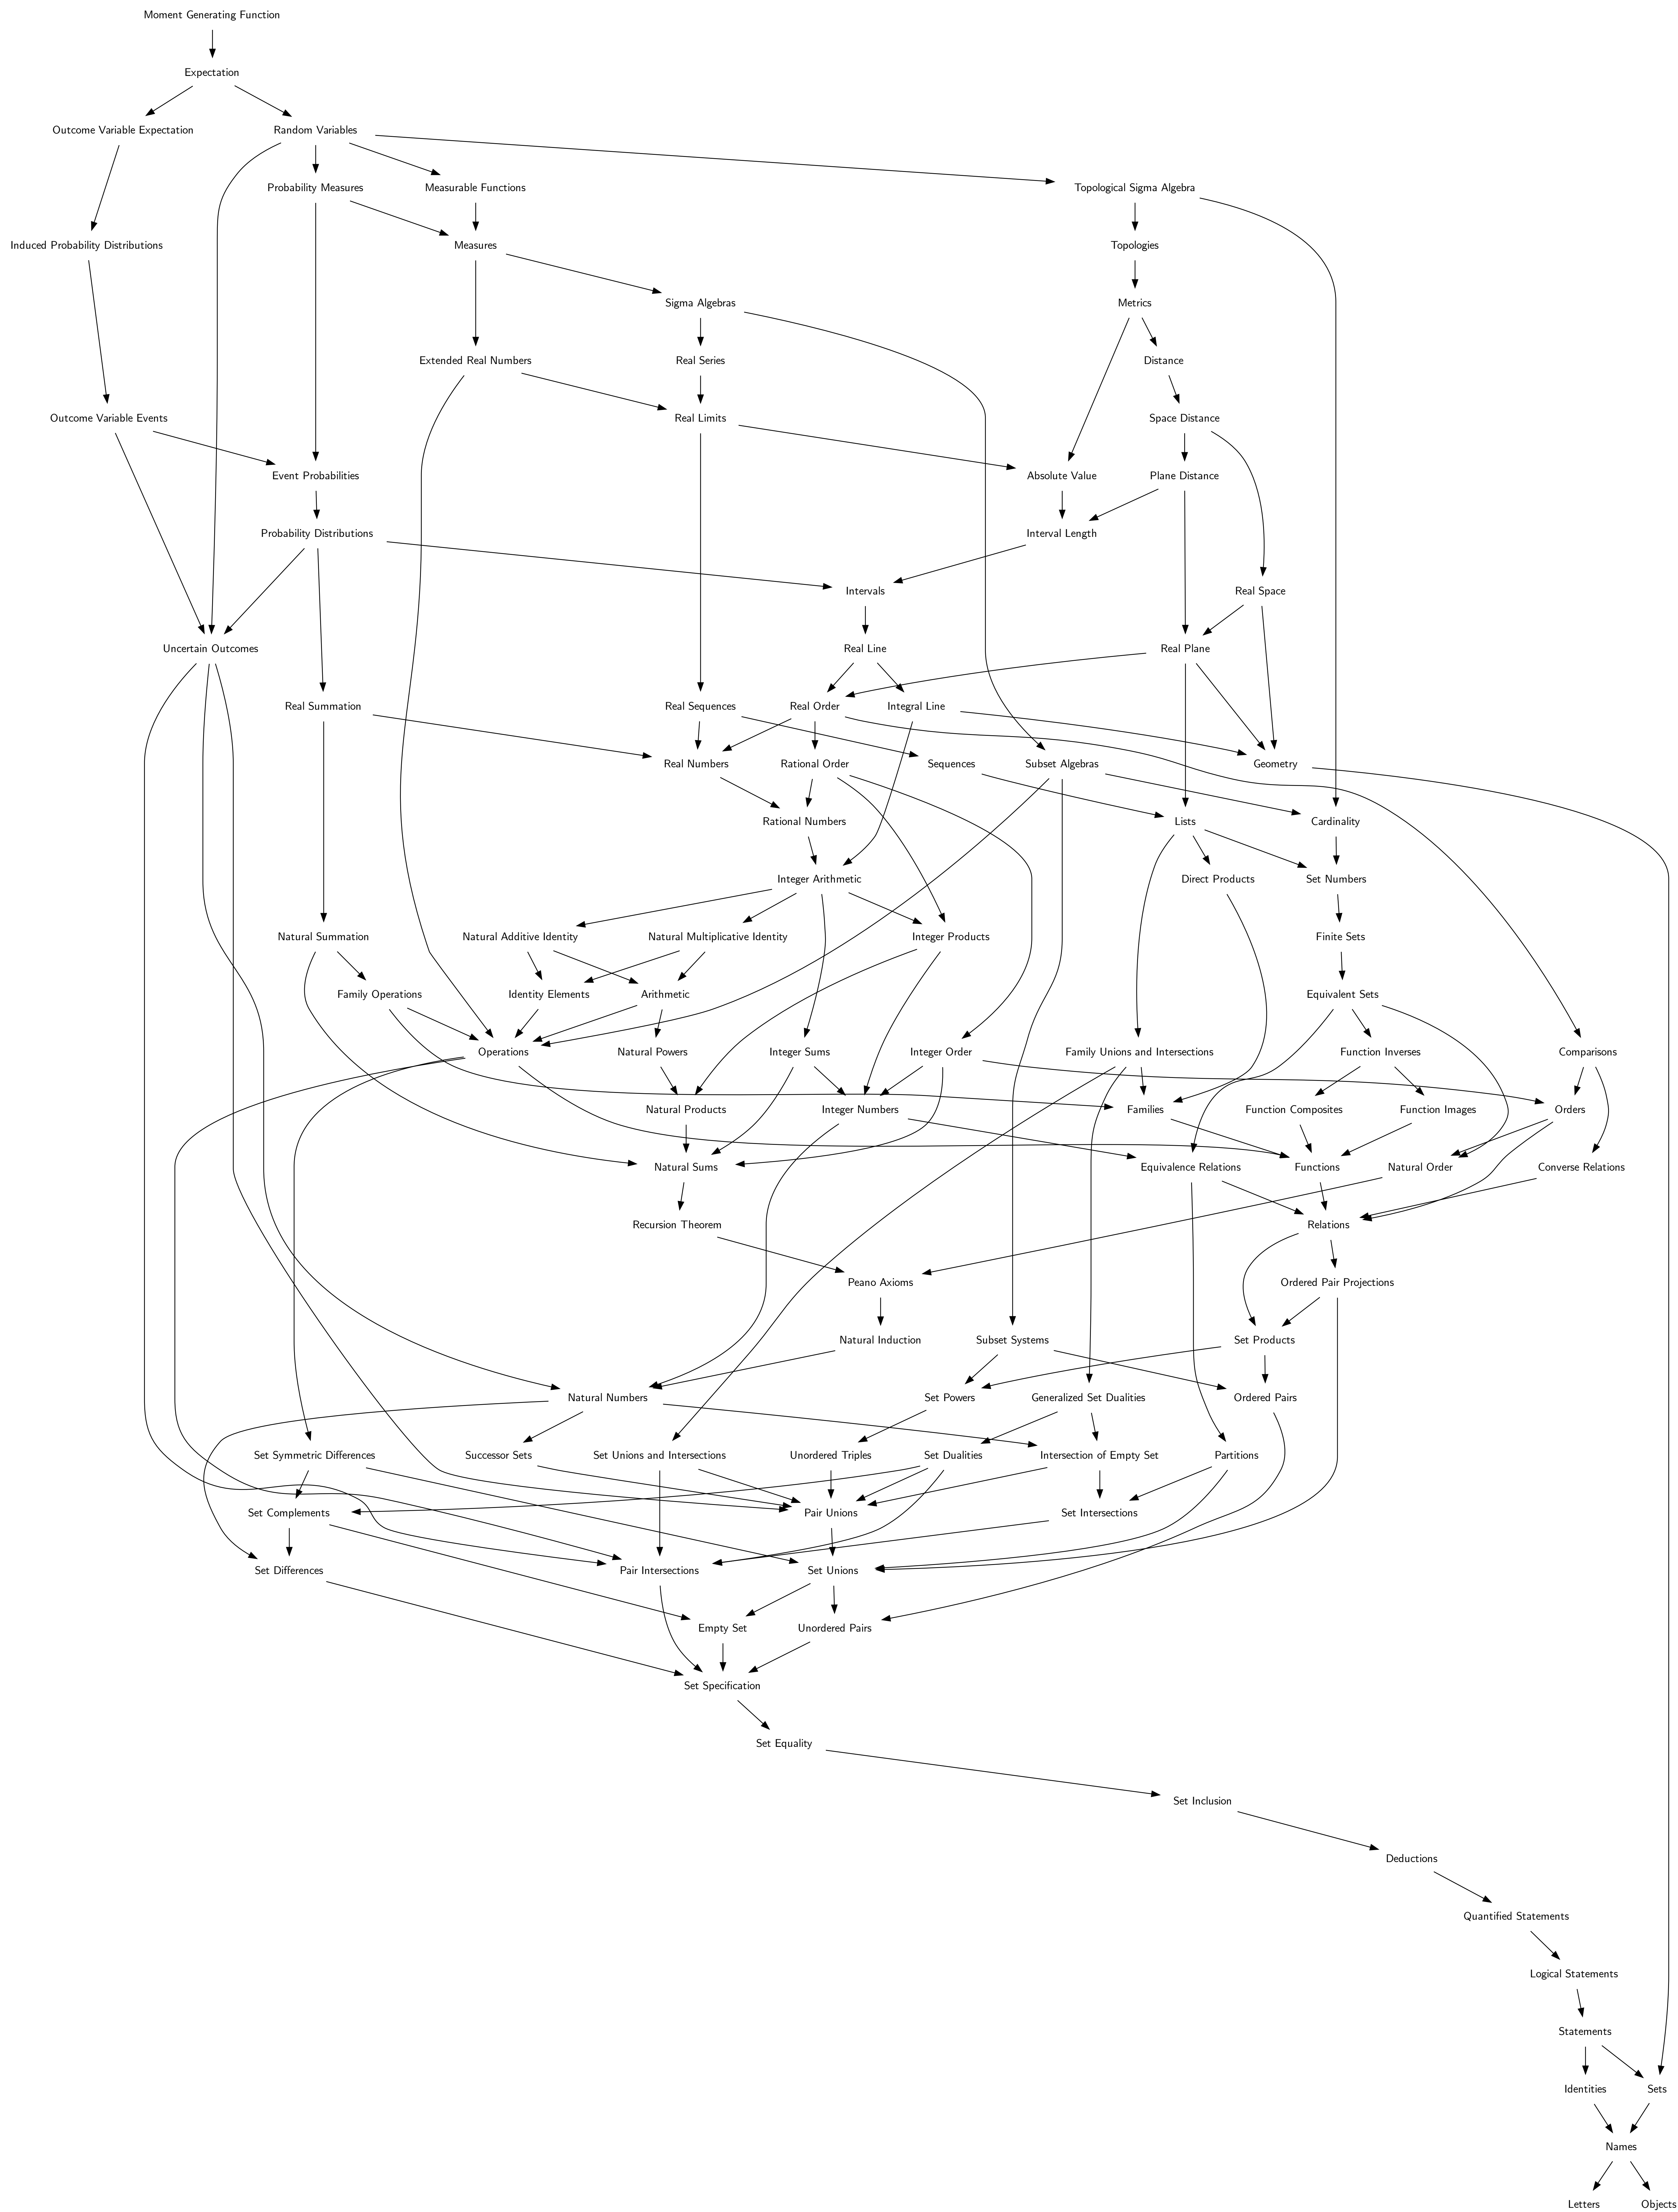 Moment Generating Function
Expectation
Outcome Variable Expectation
Random Variables
Probability Measures
Measurable Functions
Topological Sigma Algebra
Induced Probability Distributions
Measures
Topologies
Sigma Algebras
Metrics
Extended Real Numbers
Real Series
Distance
Outcome Variable Events
Real Limits
Space Distance
Event Probabilities
Absolute Value
Plane Distance
Probability Distributions
Interval Length
Intervals
Real Space
Uncertain Outcomes
Real Line
Real Plane
Real Summation
Real Sequences
Real Order
Integral Line
Real Numbers
Rational Order
Sequences
Subset Algebras
Geometry
Rational Numbers
Lists
Cardinality
Integer Arithmetic
Direct Products
Set Numbers
Natural Summation
Natural Additive Identity
Natural Multiplicative Identity
Integer Products
Finite Sets
Family Operations
Identity Elements
Arithmetic
Equivalent Sets
Operations
Natural Powers
Integer Sums
Integer Order
Family Unions and Intersections
Function Inverses
Comparisons
Natural Products
Integer Numbers
Families
Function Composites
Function Images
Orders
Natural Sums
Equivalence Relations
Functions
Natural Order
Converse Relations
Recursion Theorem
Relations
Peano Axioms
Ordered Pair Projections
Natural Induction
Subset Systems
Set Products
Natural Numbers
Set Powers
Generalized Set Dualities
Ordered Pairs
Set Symmetric Differences
Successor Sets
Set Unions and Intersections
Unordered Triples
Set Dualities
Intersection of Empty Set
Partitions
Set Complements
Pair Unions
Set Intersections
Set Differences
Pair Intersections
Set Unions
Empty Set
Unordered Pairs
Set Specification
Set Equality
Set Inclusion
Deductions
Quantified Statements
Logical Statements
Statements
Identities
Sets
Names
Letters
Objects